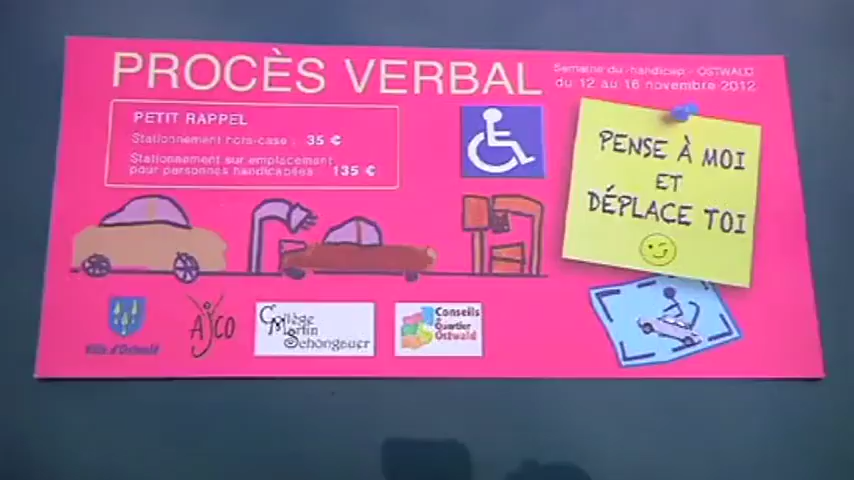 PROCÈS VERBAL
Semaine du handicap - OSTWALD
du 12 au 16 novembre 2012
PETIT RAPPEL
Stationnement hors-case : 35 €
Stationnement sur emplacement
pour personnes handicapées 135 €
PENSE À MOI
ET
DÉPLACE TOI
Ville d'Ostwald
AJCO
Collège
Martin
Schongauer
Conseils
Quartier
Ostwald